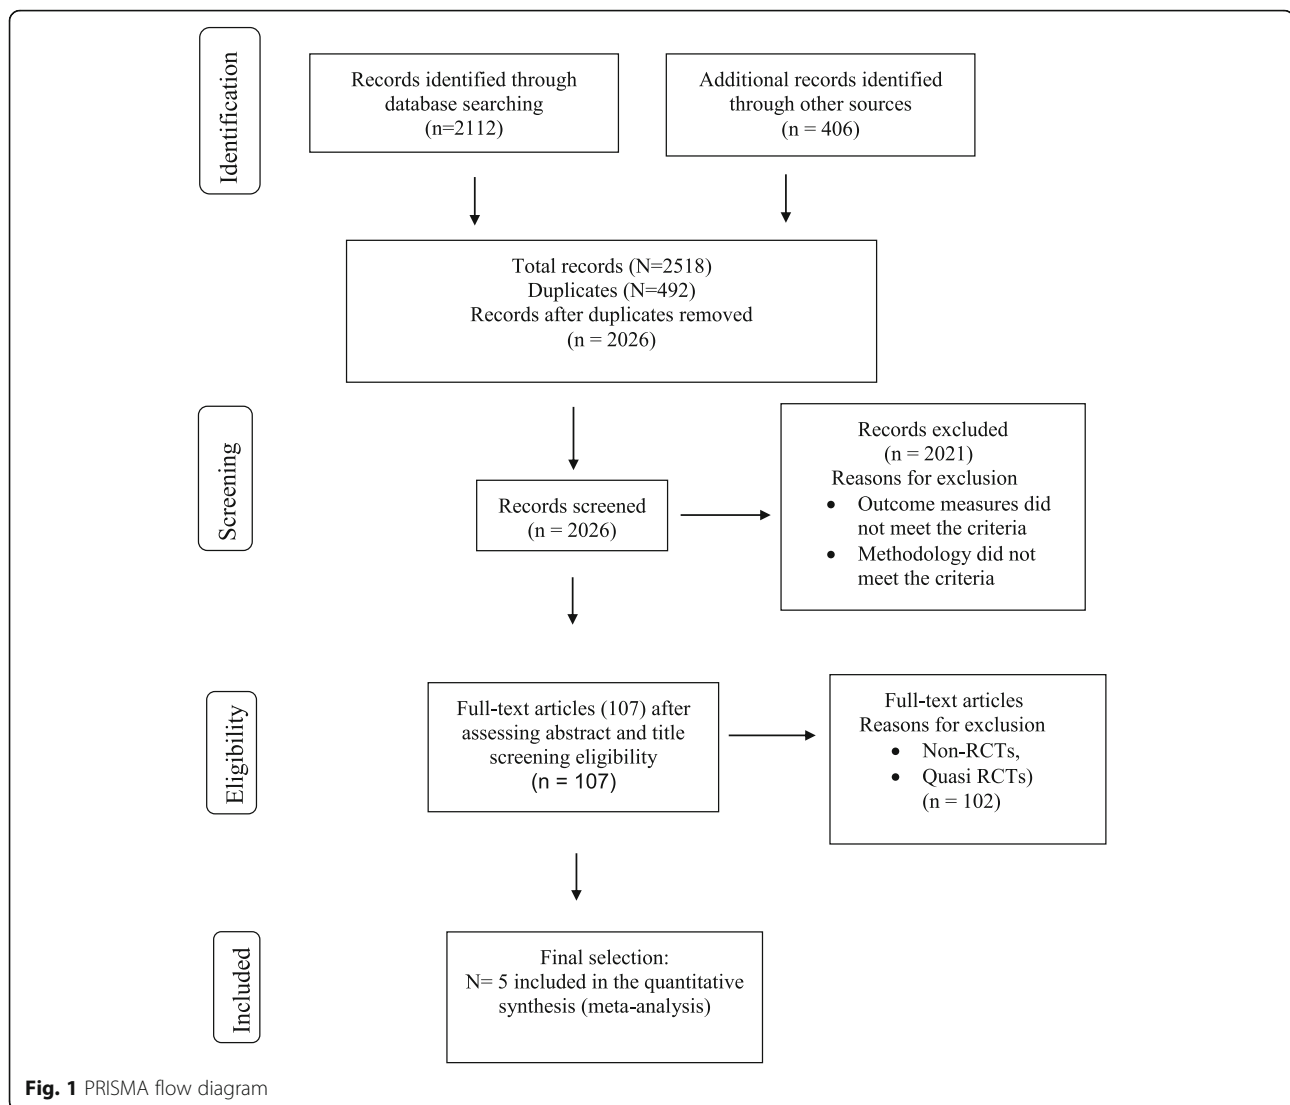 Identification
Records identified through
database searching
(n=2112)
Additional records identified
through other sources
(n = 406)
Total records (N=2518)
Duplicates (N=492)
Records after duplicates removed
(n = 2026)
Screening
Records screened
(n = 2026)
Records excluded
(n = 2021)
Reasons for exclusion
• Outcome measures did
not meet the criteria
• Methodology did not
meet the criteria
Eligibility
Full-text articles (107) after
assessing abstract and title
screening eligibility
(n = 107)
Full-text articles
Reasons for exclusion
• Non-RCTs,
• Quasi RCTs)
(n = 102)
Included
Final selection:
N= 5 included in the quantitative
synthesis (meta-analysis)
Fig. 1 PRISMA flow diagram